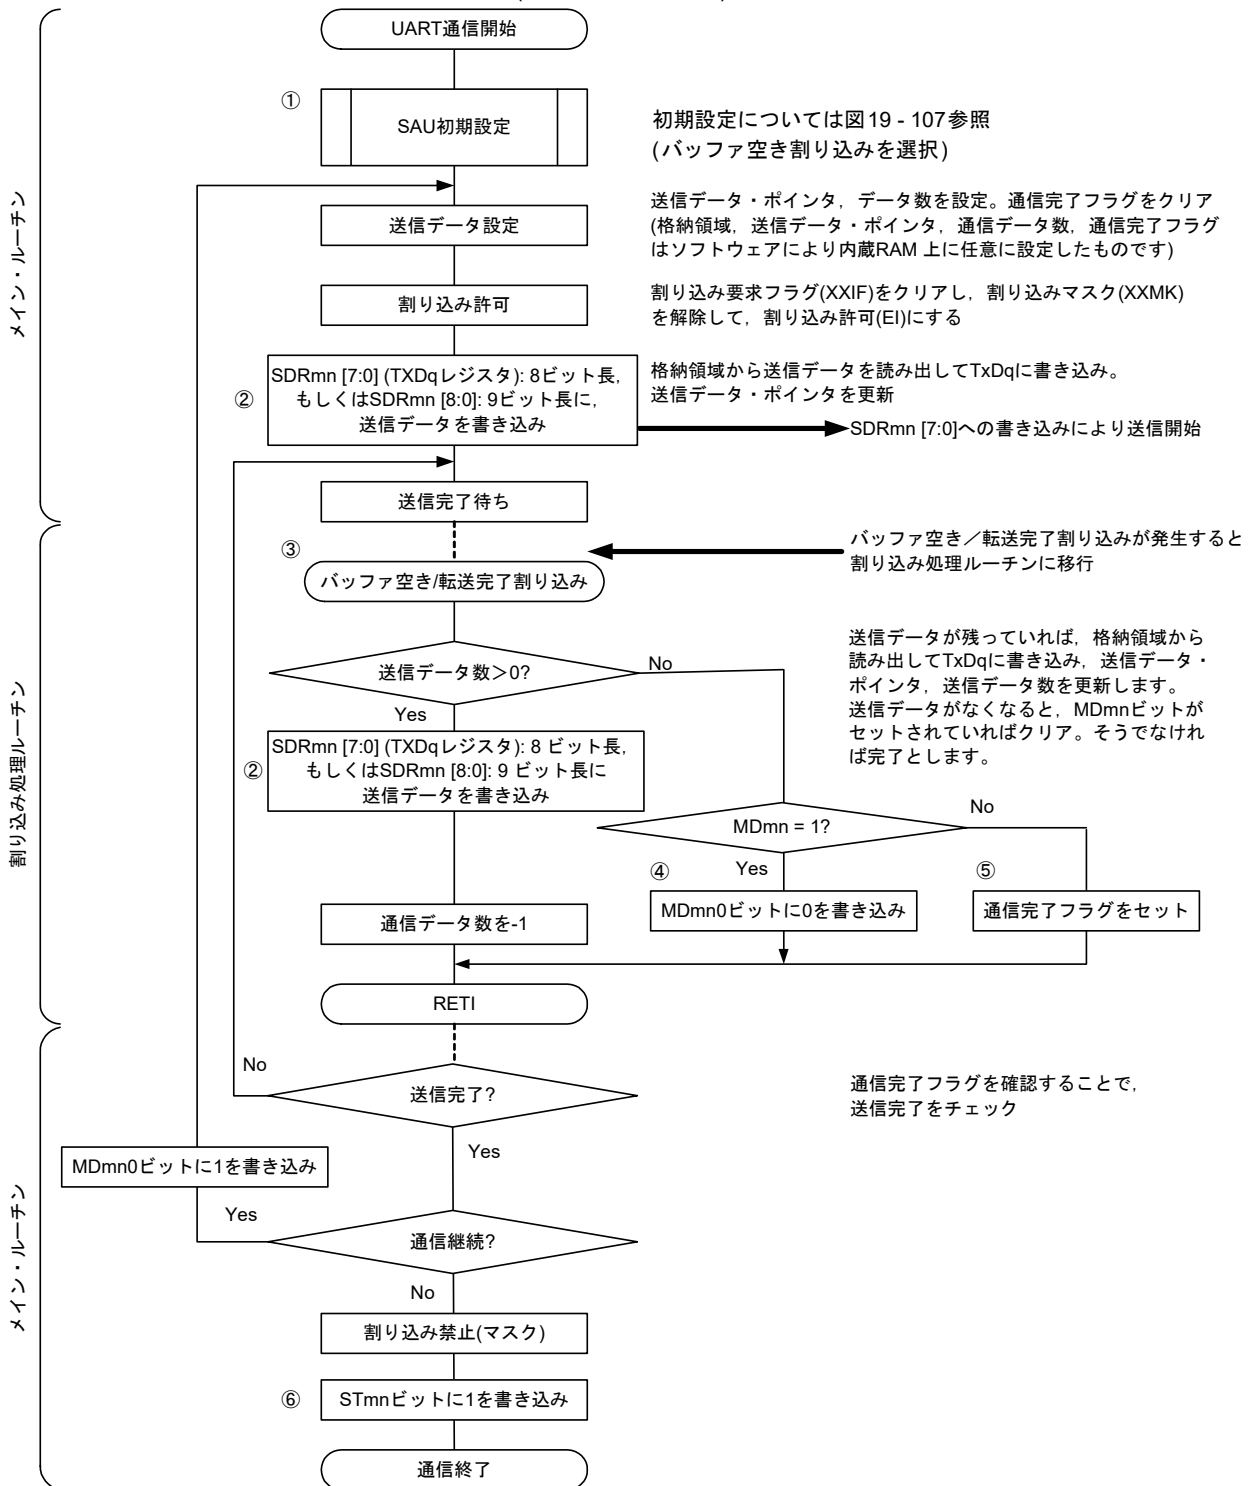 UART通信開始
①
SAU初期設定
初期設定については図19 - 107参照
(バッファ空き割り込みを選択)
メイン・ルーチン
送信データ設定
送信データ・ポインタ，データ数を設定。通信完了フラグをクリア
(格納領域，送信データ・ポインタ，通信データ数，通信完了フラグ
はソフトウェアにより内蔵RAM 上に任意に設定したものです)
割り込み許可
割り込み要求フラグ(XXIF)をクリアし，割り込みマスク(XXMK)
を解除して，割り込み許可(EI)にする
②
SDRmn [7:0] (TXDqレジスタ): 8ビット長，
もしくはSDRmn [8:0]: 9ビット長に，
送信データを書き込み
格納領域から送信データを読み出してTxDqに書き込み。
送信データ・ポインタを更新
SDRmn [7:0]への書き込みにより送信開始
送信完了待ち
③
バッファ空き/転送完了割り込み
バッファ空き／転送完了割り込みが発生すると
割り込み処理ルーチンに移行
割り込み処理ルーチン
送信データ数＞0?
No
Yes
送信データが残っていれば，格納領域から
読み出してTxDqに書き込み，送信データ・
ポインタ，送信データ数を更新します。
送信データがなくなると，MDmnビットが
セットされていればクリア。そうでなけれ
ば完了とします。
②
SDRmn [7:0] (TXDqレジスタ): 8 ビット長，
もしくはSDRmn [8:0]: 9 ビット長に
送信データを書き込み
MDmn = 1?
No
Yes
④
MDmn0ビットに0を書き込み
⑤
通信完了フラグをセット
通信データ数を-1
RETI
メイン・ルーチン
No
送信完了?
Yes
通信完了フラグを確認することで，
送信完了をチェック
MDmn0ビットに1を書き込み
Yes
通信継続?
No
割り込み禁止(マスク)
⑥
STmnビットに1を書き込み
通信終了